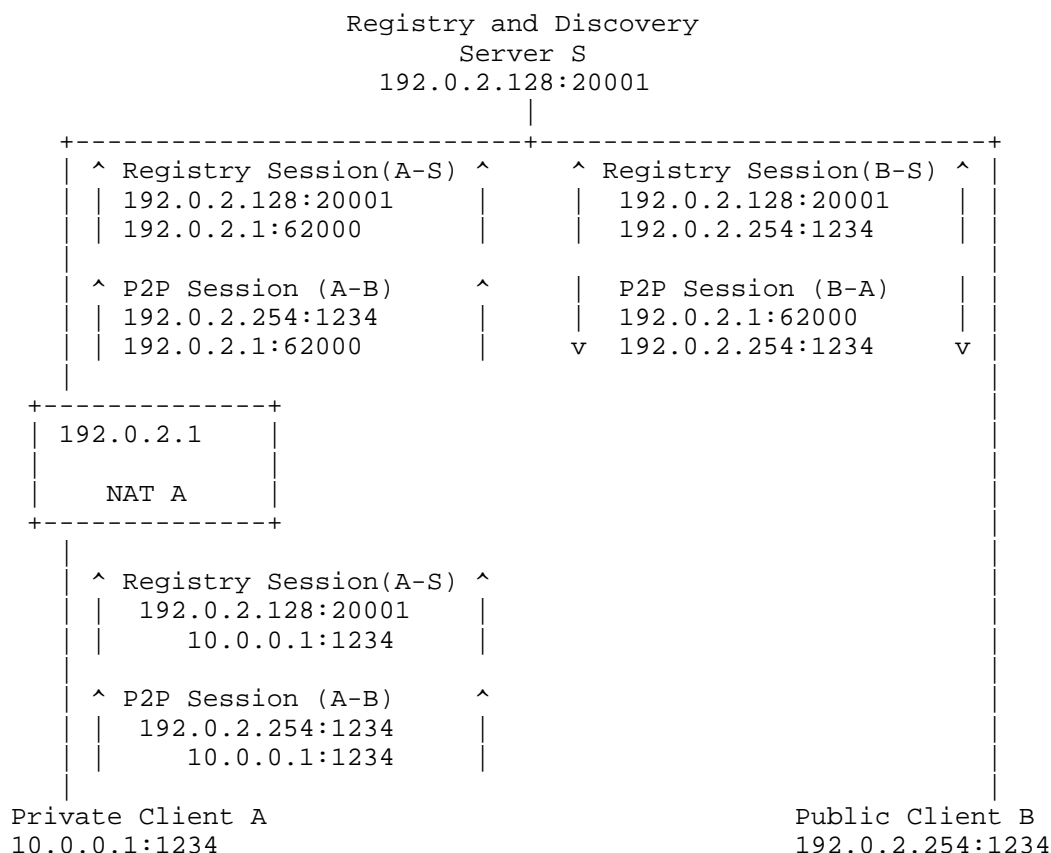 Registry and Discovery
Server S
192.0.2.128:20001
|
+----------------------------+----------------------------+
| ^ Registry Session(A-S) ^ ^ Registry Session(B-S) ^ |
| | 192.0.2.128:20001 | | 192.0.2.128:20001 | |
| | 192.0.2.1:62000 | | 192.0.2.254:1234 | |
| |
| ^ P2P Session (A-B) ^ | P2P Session (B-A) | |
| | 192.0.2.254:1234 | | 192.0.2.1:62000 | |
| | 192.0.2.1:62000 | v 192.0.2.254:1234 v |
| |
+--------------+ |
| 192.0.2.1 | |
| | |
| NAT A | |
+--------------+ |
| |
| ^ Registry Session(A-S) ^ |
| | 192.0.2.128:20001 | |
| | 10.0.0.1:1234 | |
| |
| ^ P2P Session (A-B) ^ |
| | 192.0.2.254:1234 | |
| | 10.0.0.1:1234 | |
| |
Private Client A Public Client B
10.0.0.1:1234 192.0.2.254:1234